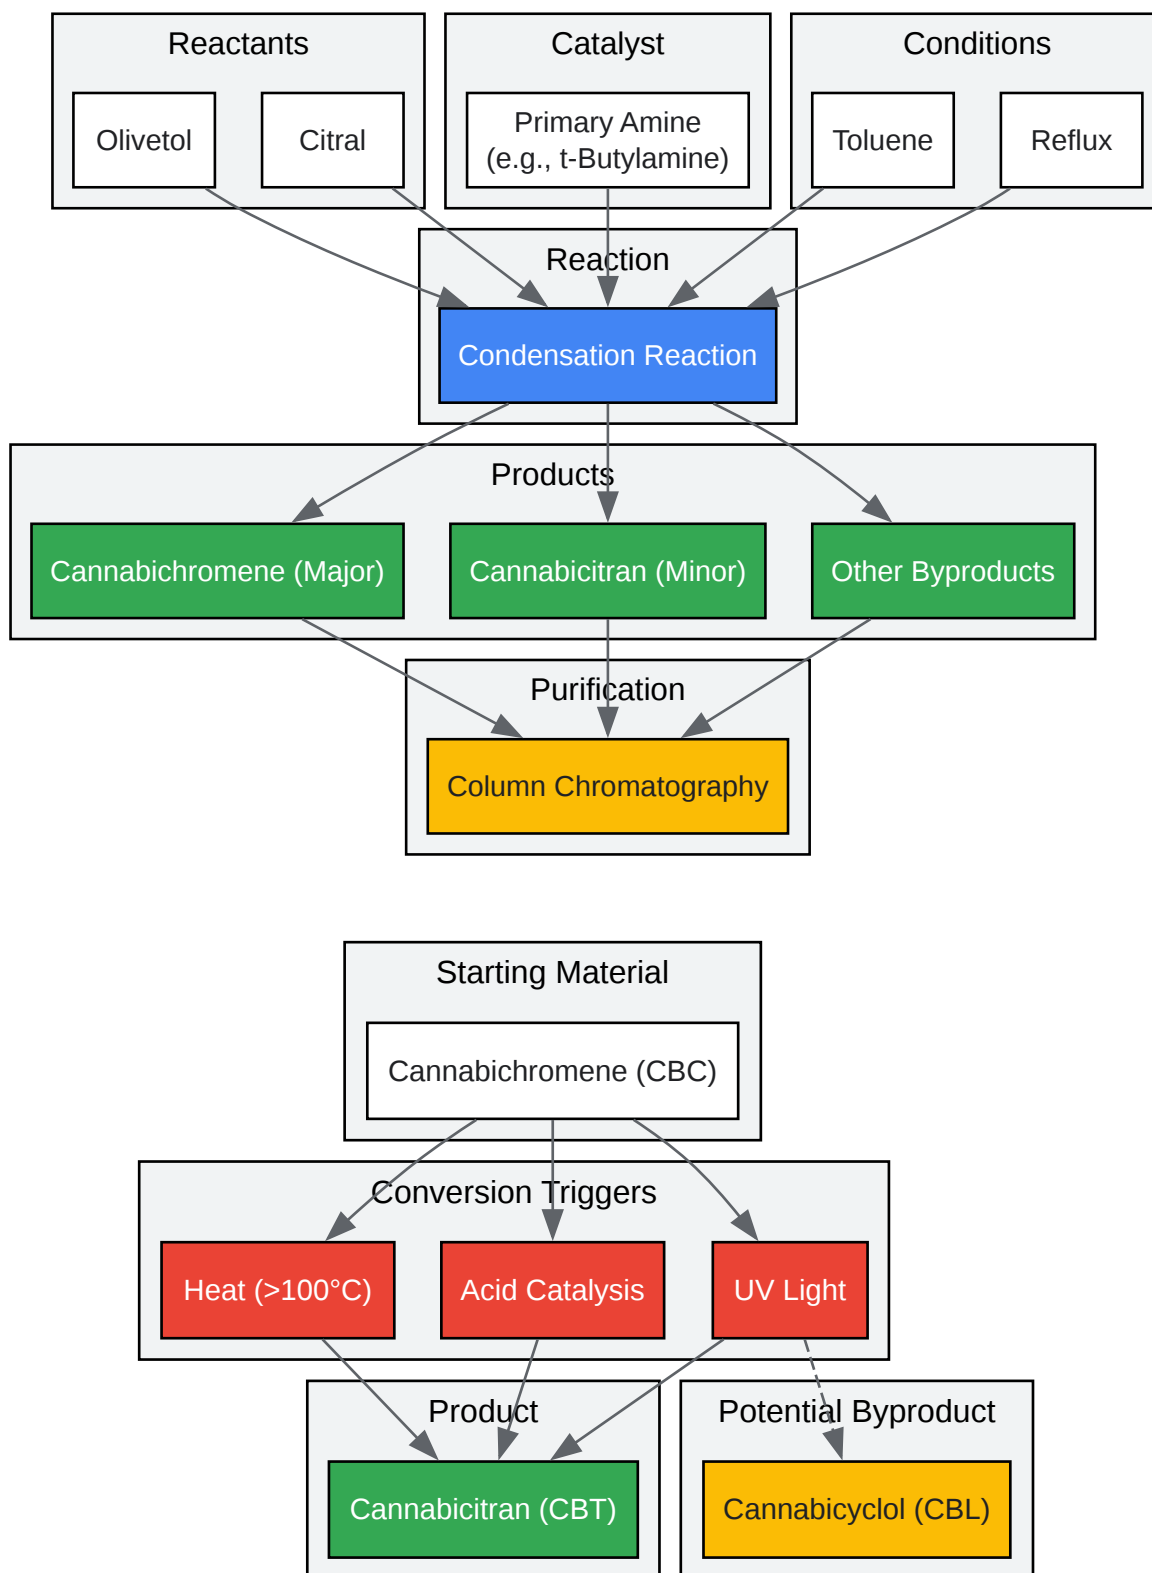 Reactants
Catalyst
Conditions
Olivetol
Citral
Primary Amine
(e.g., t-Butylamine)
Toluene
Reflux
Reaction
Condensation Reaction
Products
Cannabichromene (Major)
Cannabicitran (Minor)
Other Byproducts
Purification
Column Chromatography
Starting Material
Cannabichromene (CBC)
Conversion Triggers
Heat (>100°C)
Acid Catalysis
UV Light
Product
Potential Byproduct
Cannabicitran (CBT)
Cannabicyclol (CBL)